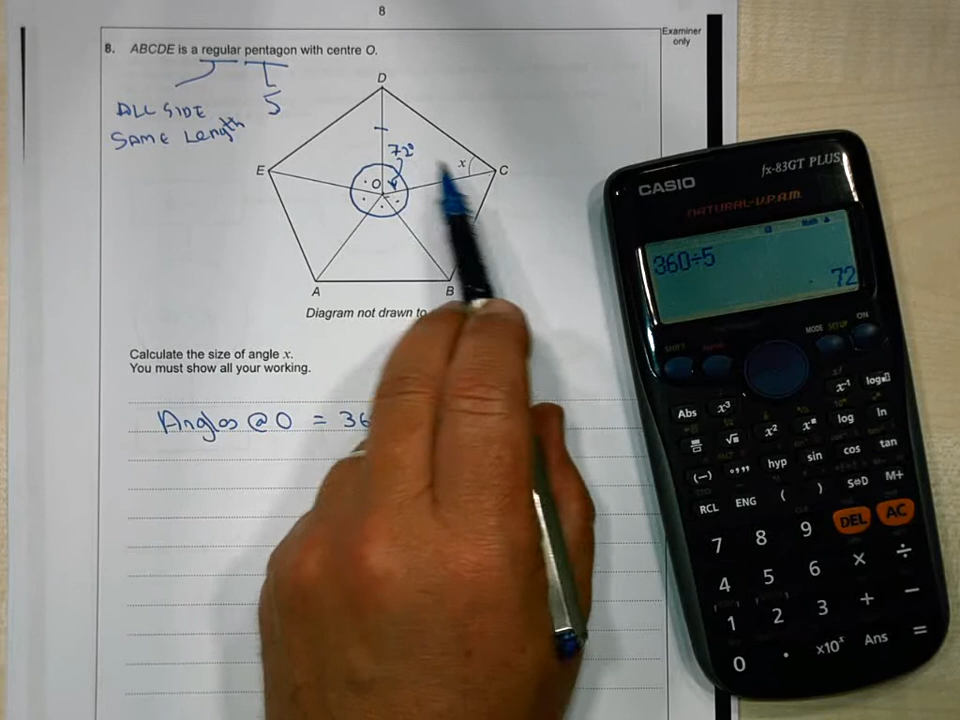 8
Examiner
only
8. ABCDE is a regular pentagon with centre O.
ALL SIDE
SAME Length
5
D
72°
E
O
x
C
A
B
Diagram not drawn to
Calculate the size of angle x.
You must show all your working.
Angles @ O = 36
CASIO
fx-83GT PLUS
NATURAL-V.P.A.M.
Math ▲
360÷5
72
SHIFT
MODE SETUP ON
x⁻¹ log
Abs x³
√ x² log ln
(–) °'" hyp sin cos tan
RCL ENG ( ) S⇔D M+
7 8 9 DEL AC
4 5 6 × ÷
1 2 3 + −
0 . ×10ˣ Ans =